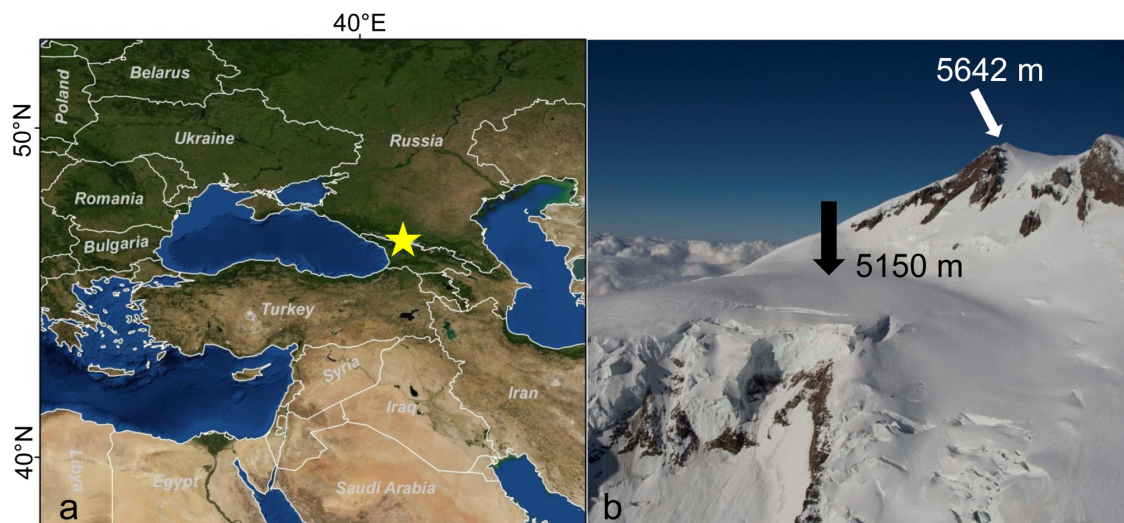 40°E
50°N
40°N
Poland
Belarus
Ukraine
Russia
Romania
Bulgaria
Turkey
Syria
Iraq
Iran
Libya
Egypt
Saudi Arabia
a
5642 m
5150 m
b